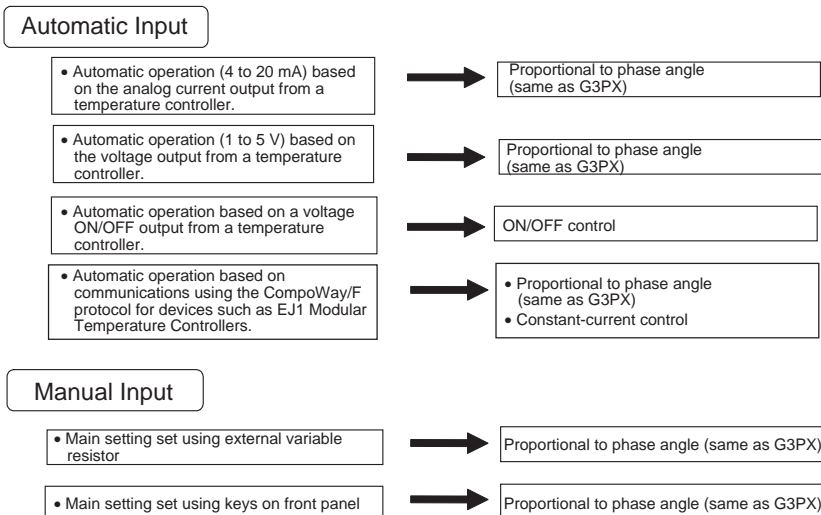 Automatic Input
• Automatic operation (4 to 20 mA) based
on the analog current output from a
temperature controller.
Proportional to phase angle
(same as G3PX)
• Automatic operation (1 to 5 V) based on
the voltage output from a temperature
controller.
Proportional to phase angle
(same as G3PX)
• Automatic operation based on a voltage
ON/OFF output from a temperature
controller.
ON/OFF control
• Automatic operation based on
communications using the CompoWay/F
protocol for devices such as EJ1 Modular
Temperature Controllers.
• Proportional to phase angle
(same as G3PX)
• Constant-current control
Manual Input
• Main setting set using external variable
resistor
Proportional to phase angle (same as G3PX)
• Main setting set using keys on front panel
Proportional to phase angle (same as G3PX)